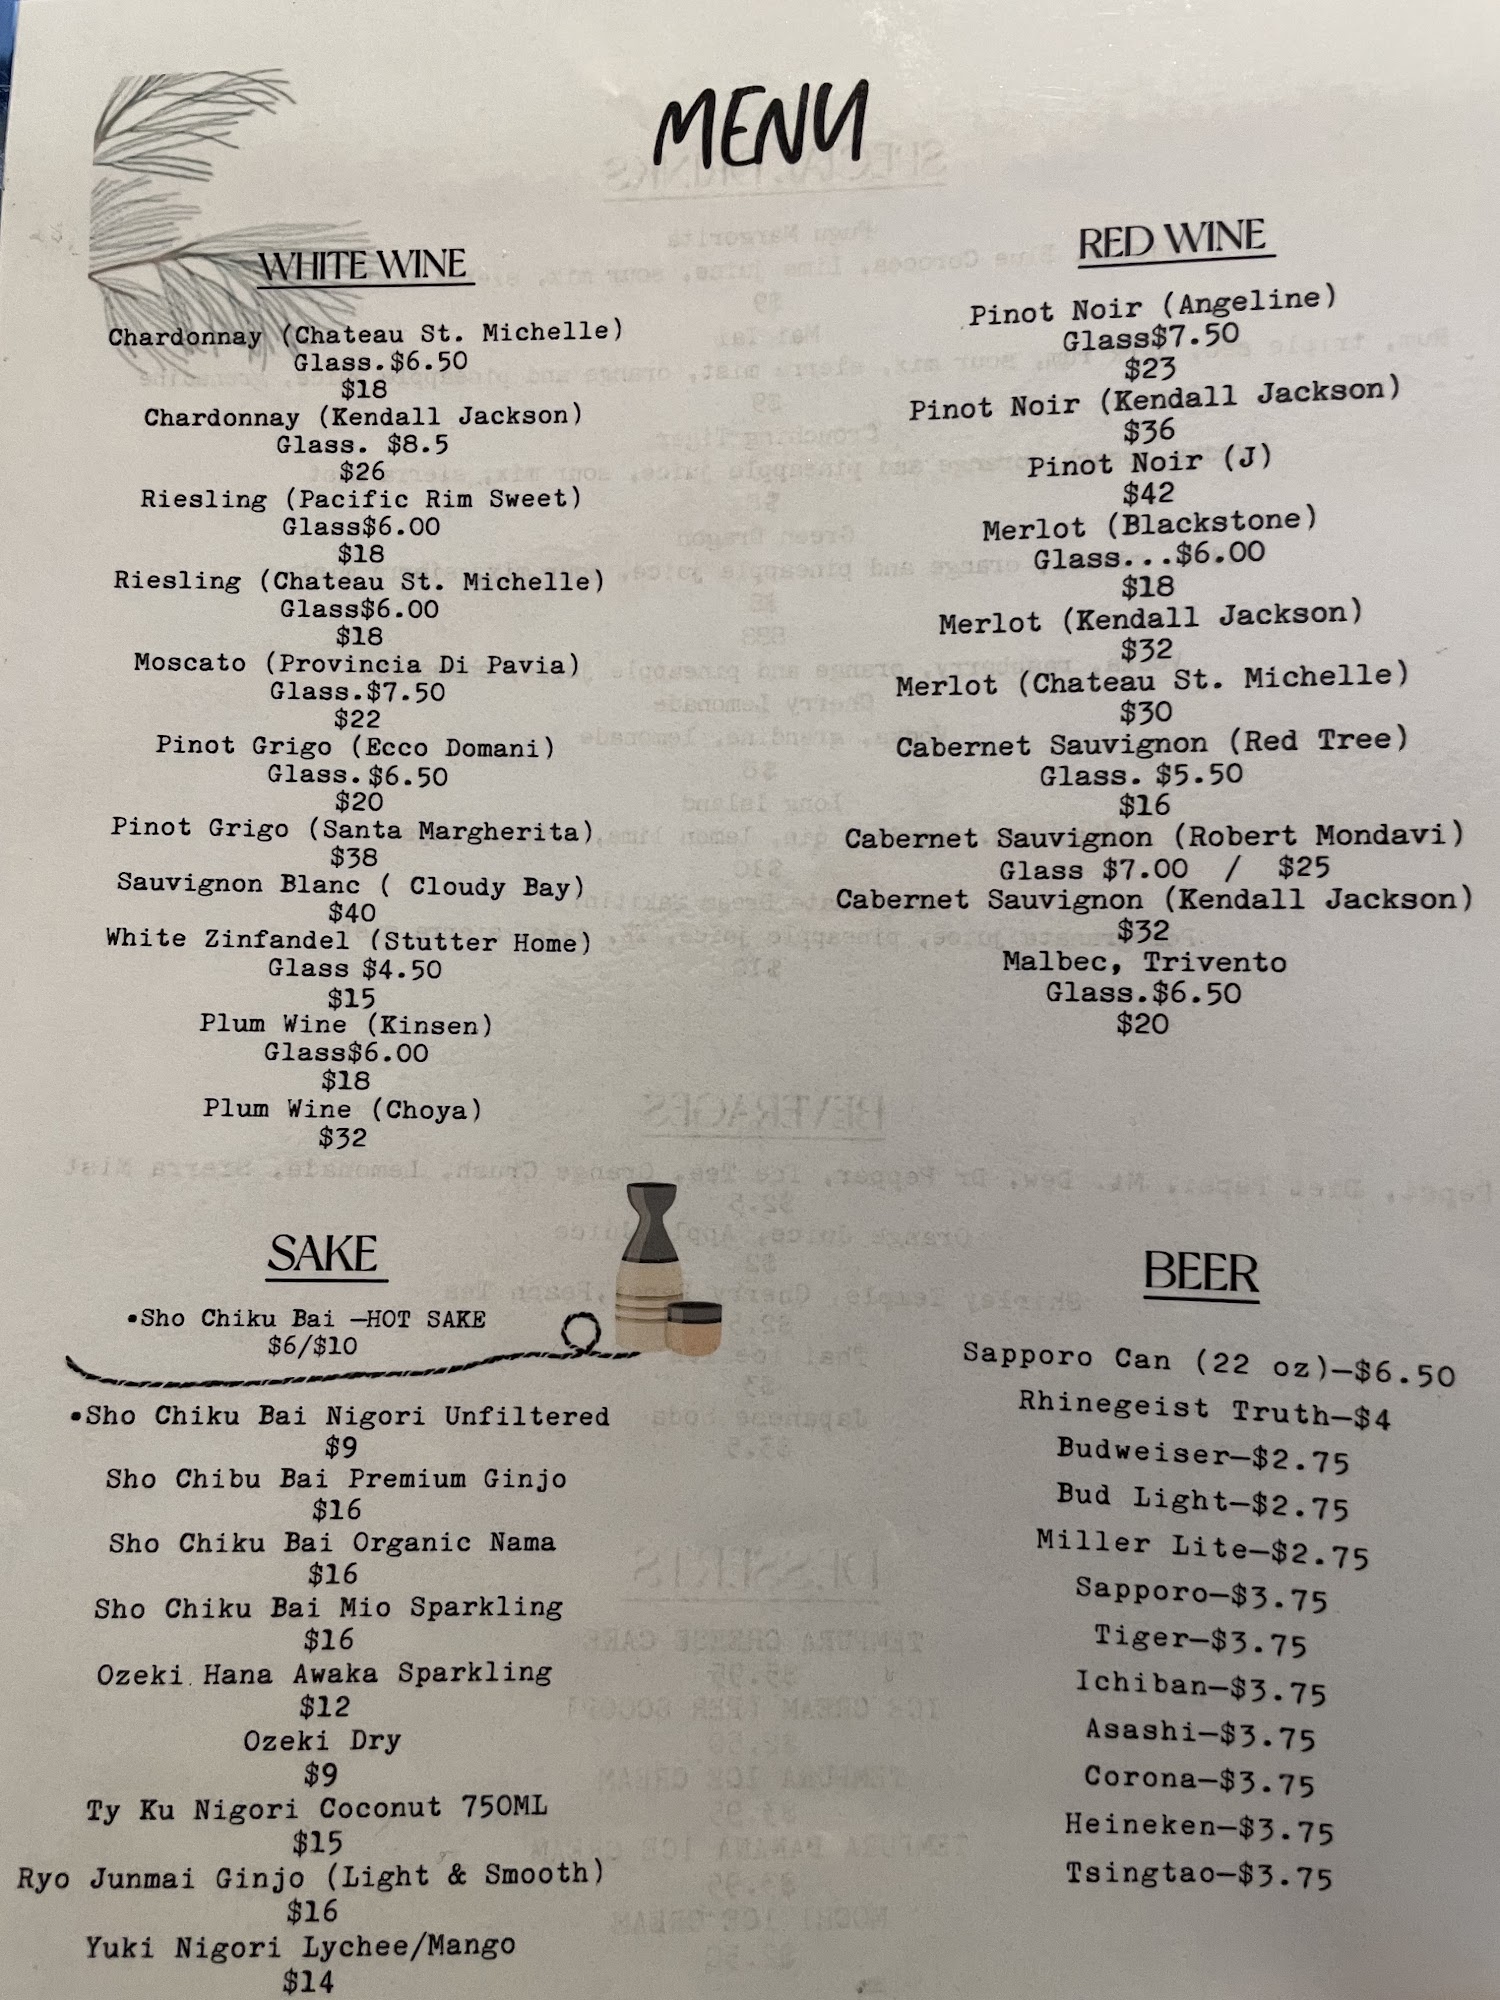 MENU
WHITE WINE
Chardonnay (Chateau St. Michelle)
Glass.$6.50
$18
Chardonnay (Kendall Jackson)
Glass. $8.5
$26
Riesling (Pacific Rim Sweet)
Glass$6.00
$18
Riesling (Chateau St. Michelle)
Glass$6.00
$18
Moscato (Provincia Di Pavia)
Glass.$7.50
$22
Pinot Grigo (Ecco Domani)
Glass.$6.50
$20
Pinot Grigo (Santa Margherita)
$38
Sauvignon Blanc ( Cloudy Bay)
$40
White Zinfandel (Stutter Home)
Glass $4.50
$15
Plum Wine (Kinsen)
Glass$6.00
$18
Plum Wine (Choya)
$32
RED WINE
Pinot Noir (Angeline)
Glass$7.50
$23
Pinot Noir (Kendall Jackson)
$36
Pinot Noir (J)
$42
Merlot (Blackstone)
Glass...$6.00
$18
Merlot (Kendall Jackson)
$32
Merlot (Chateau St. Michelle)
$30
Cabernet Sauvignon (Red Tree)
Glass. $5.50
$16
Cabernet Sauvignon (Robert Mondavi)
Glass $7.00 / $25
Cabernet Sauvignon (Kendall Jackson)
$32
Malbec, Trivento
Glass.$6.50
$20
SAKE
•Sho Chiku Bai —HOT SAKE
$6/$10
•Sho Chiku Bai Nigori Unfiltered
$9
Sho Chibu Bai Premium Ginjo
$16
Sho Chiku Bai Organic Nama
$16
Sho Chiku Bai Mio Sparkling
$16
Ozeki Hana Awaka Sparkling
$12
Ozeki Dry
$9
Ty Ku Nigori Coconut 750ML
$15
Ryo Junmai Ginjo (Light & Smooth)
$16
Yuki Nigori Lychee/Mango
$14
BEER
Sapporo Can (22 oz)—$6.50
Rhinegeist Truth—$4
Budweiser—$2.75
Bud Light—$2.75
Miller Lite—$2.75
Sapporo—$3.75
Tiger—$3.75
Ichiban—$3.75
Asashi—$3.75
Corona—$3.75
Heineken—$3.75
Tsingtao—$3.75